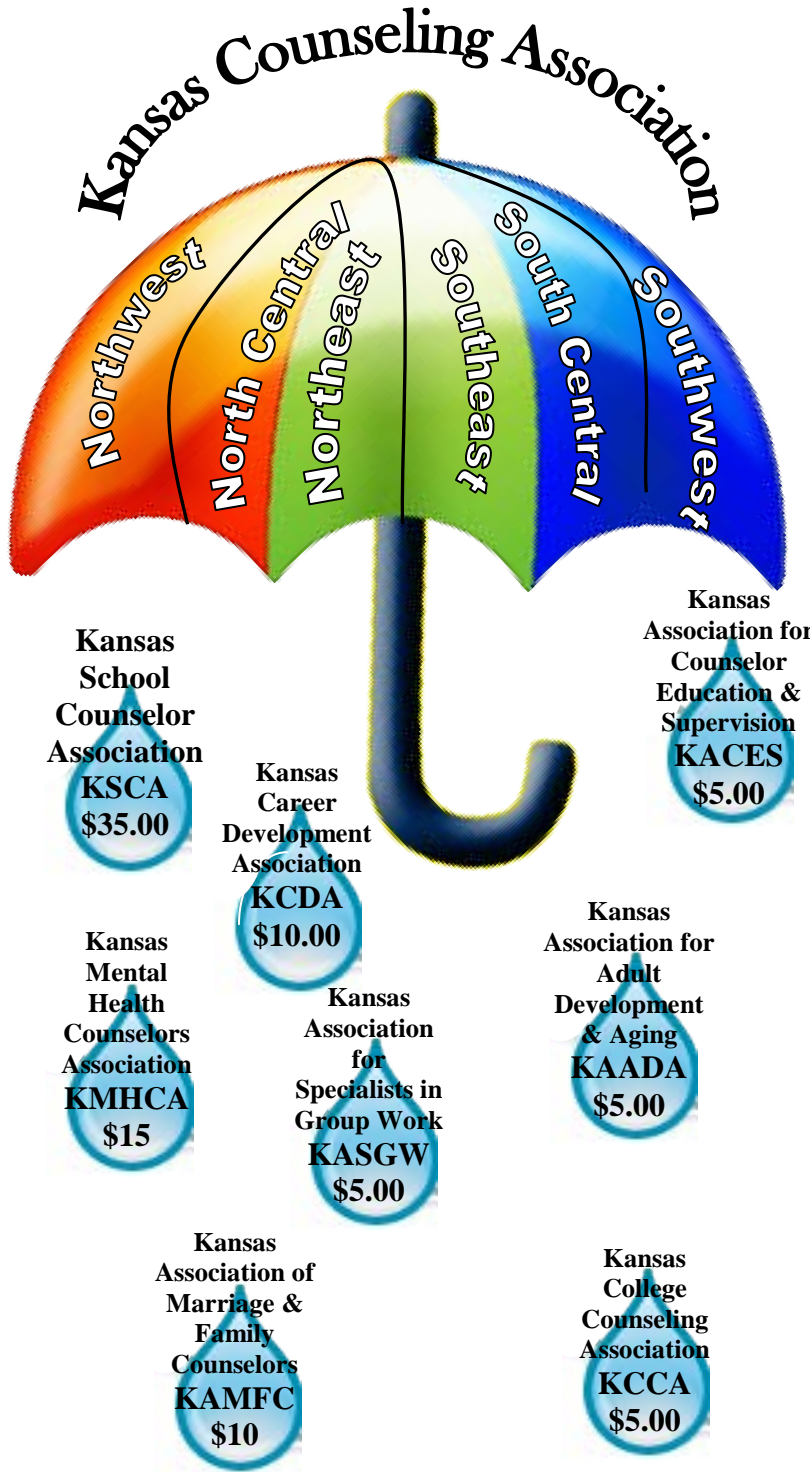 Kansas Counseling Association
Northwest
North Central
Northeast
Southeast
South Central
Southwest
Kansas
School
Counselor
Association
KSCA
$35.00
Kansas
Association for
Counselor
Education &
Supervision
KACES
$5.00
Kansas
Career
Development
Association
KCDA
$10.00
Kansas
Mental
Health
Counselors
Association
KMHCA
$15
Kansas
Association
for
Specialists in
Group Work
KASGW
$5.00
Kansas
Association for
Adult
Development
& Aging
KAADA
$5.00
Kansas
Association of
Marriage &
Family
Counselors
KAMFC
$10
Kansas
College
Counseling
Association
KCCA
$5.00